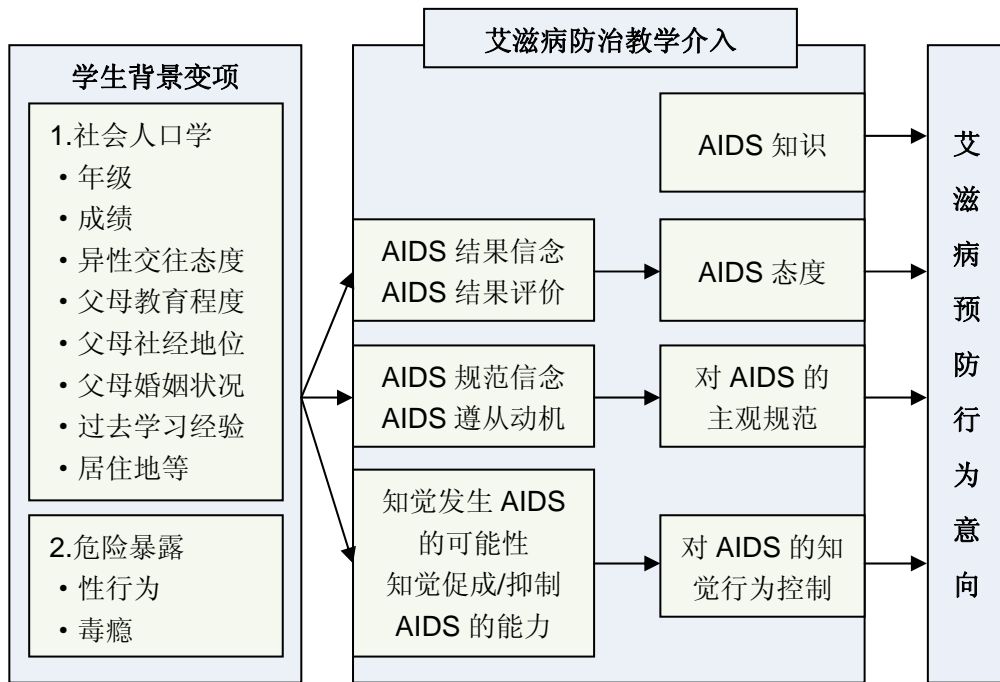 学生背景变项
1.社会人口学
・年级
・成绩
・异性交往态度
・父母教育程度
・父母社经地位
・父母婚姻状况
・过去学习经验
・居住地等
2.危险暴露
・性行为
・毒瘾
艾滋病防治教学介入
AIDS 结果信念
AIDS 结果评价
AIDS 规范信念
AIDS 遵从动机
知觉发生 AIDS
的可能性
知觉促成/抑制
AIDS 的能力
AIDS 知识
AIDS 态度
对 AIDS 的
主观规范
对 AIDS 的知
觉行为控制
艾滋病预防行为意向